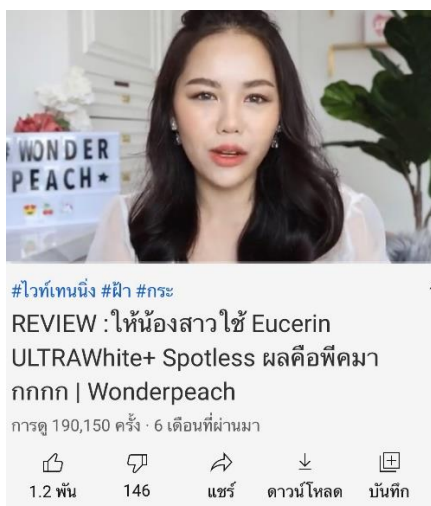 WONDER
PEACH★
#ไวท์เทนนิ่ง #ฝ้า #กระ
REVIEW : ให้น้องสาวใช้ Eucerin
ULTRAWhite+ Spotless ผลคือพีคมา
กกกก | Wonderpeach
การดู 190,150 ครั้ง · 6 เดือนที่ผ่านมา
1.2 พัน 146 แชร์ ดาวน์โหลด บันทึก